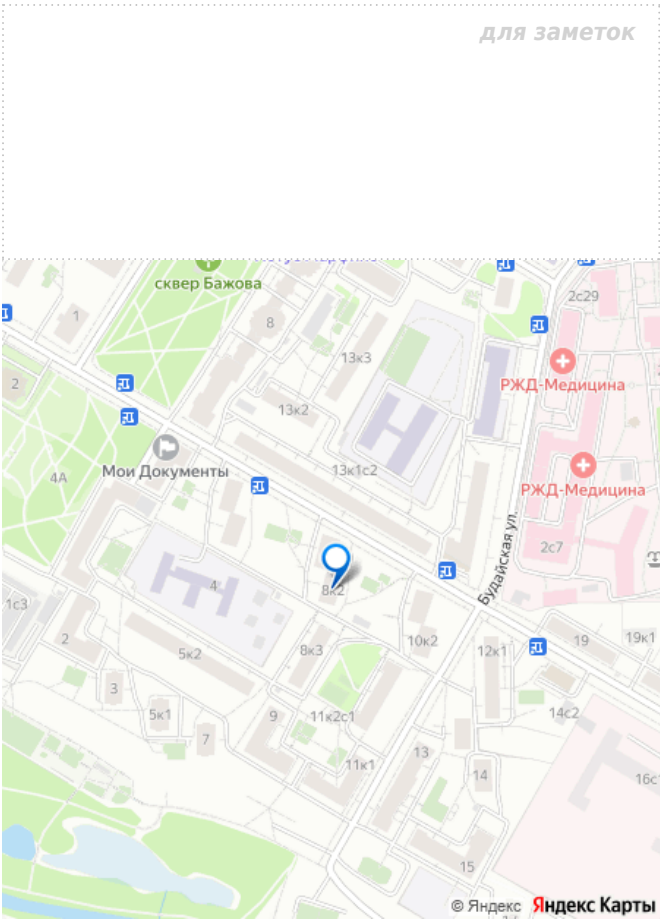 для заметок
сквер Бажова
2с29
1
8
13к3
РЖД-Медицина
2
13к2
Мои Документы
13к1с2
4А
РЖД-Медицина
Будайская ул.
2с7
4
8к2
1с3
2
5к2
8к3
10к2
12к1
19
19к1
3
5к1
9
11к2с1
14с2
7
11к1
13
14
16с
15
© Яндекс
Яндекс Карты